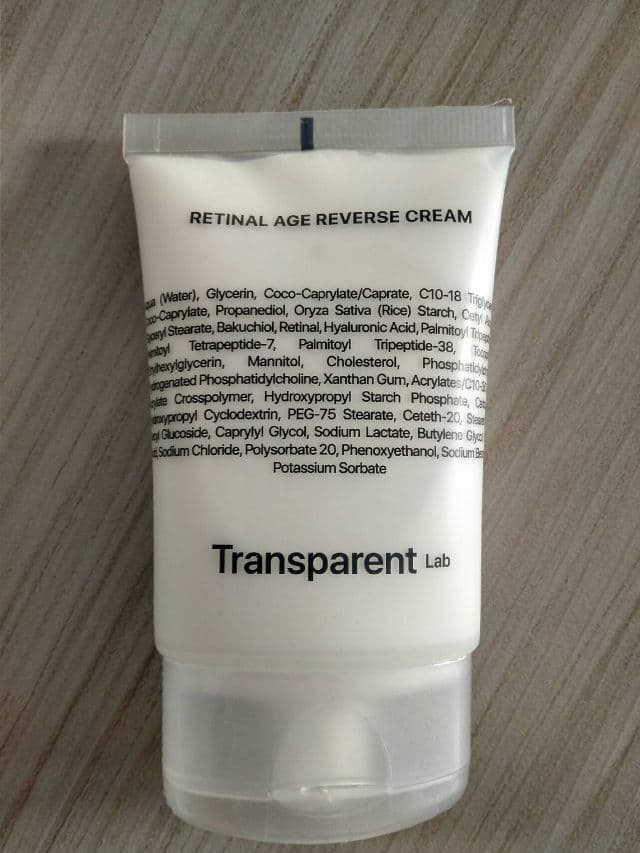 RETINAL AGE REVERSE CREAM
(Water), Glycerin, Coco-Caprylate/Caprate, C10-18
Coco-Caprylate, Propanediol, Oryza Sativa (Rice) Starch,
Stearate, Bakuchiol, Retinal, Hyaluronic Acid, Palmitoyl
Tetrapeptide-7, Palmitoyl Tripeptide-38,
Mannitol, Cholesterol,
Phosphatidylcholine, Xanthan Gum,
Crosspolymer, Hydroxypropyl Starch Phosphate,
Cyclodextrin, PEG-75 Stearate, Ceteth-20,
Glucoside, Caprylyl Glycol, Sodium Lactate, Butylene Glycol
Sodium Chloride, Polysorbate 20, Phenoxyethanol, Sodium
Potassium Sorbate
Transparent Lab